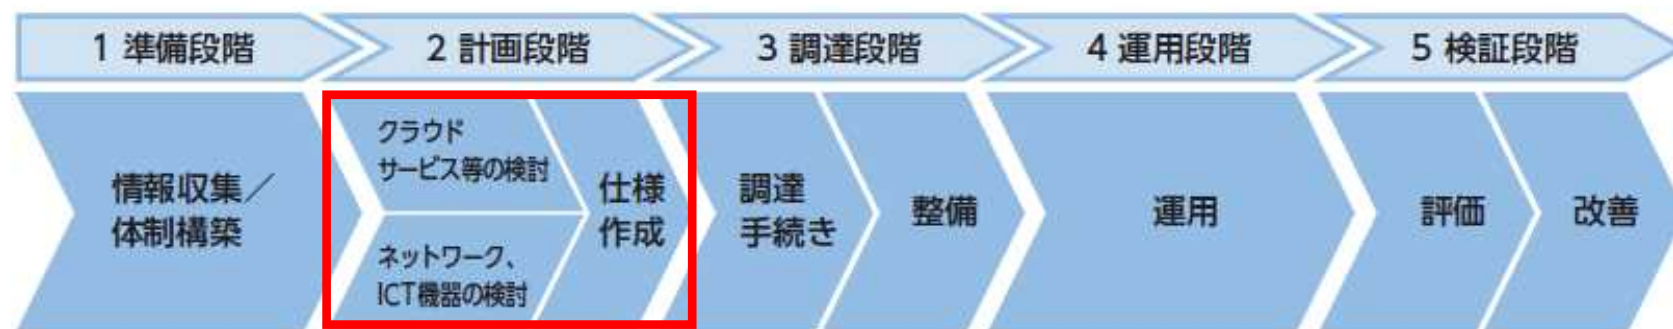 1 準備段階
2 計画段階
3 調達段階
4 運用段階
5 検証段階
情報収集／
体制構築
クラウド
サービス等の検討
ネットワーク、
ICT機器の検討
仕様
作成
調達
手続き
整備
運用
評価
改善